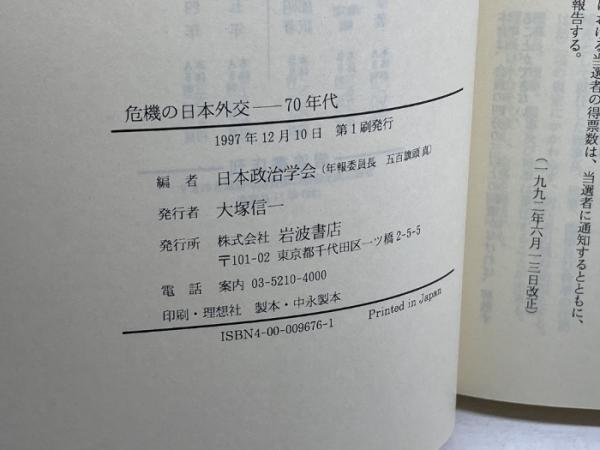 危機の日本外交――70年代
1997年12月10日 第1刷発行
編者 日本政治学会(年報委員長 五百旗頭真)
発行者 大塚信一
発行所 株式会社 岩波書店
〒101-02 東京都千代田区一ツ橋2-5-5
電話 案内 03-5210-4000
印刷・理想社 製本・中永製本
ISBN4-00-009676-1 Printed in Japan
における当選者の得票数は、当選者に通知するとともに、
報告する。
(一九九二年六月一三日改正)